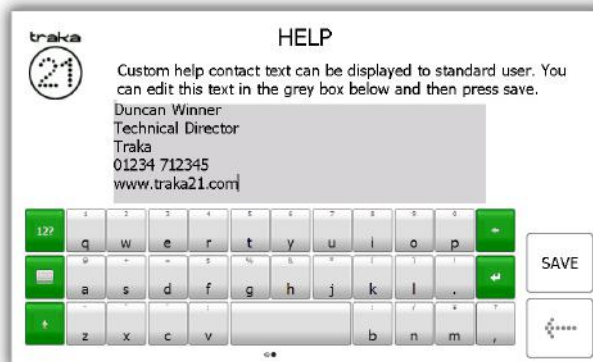 traka
21
HELP
Custom help contact text can be displayed to standard user. You
can edit this text in the grey box below and then press save.
Duncan Winner
Technical Director
Traka
01234 712345
www.traka21.com
12?
q w e r t y u i o p
a s d f g h j k l .
SAVE
z x c v b n m ,